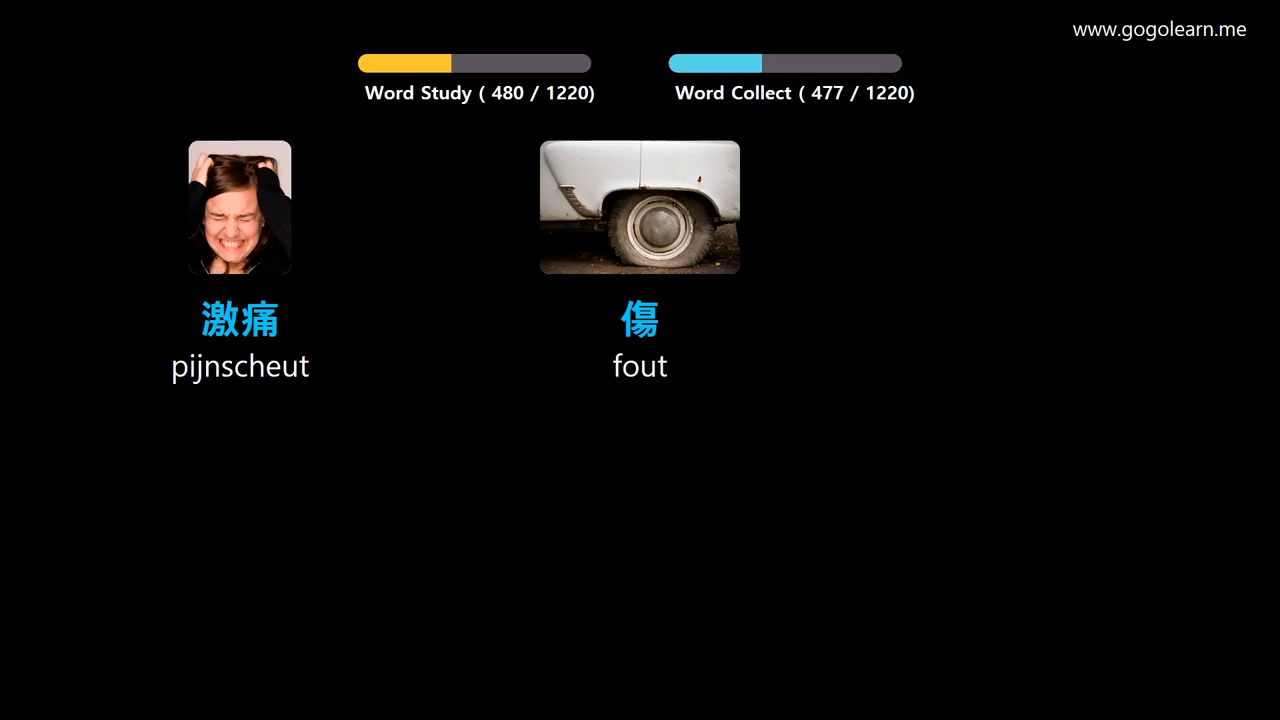 www.gogolearn.me
Word Study ( 480 / 1220)
Word Collect ( 477 / 1220)
激痛
pijnscheut
傷
fout